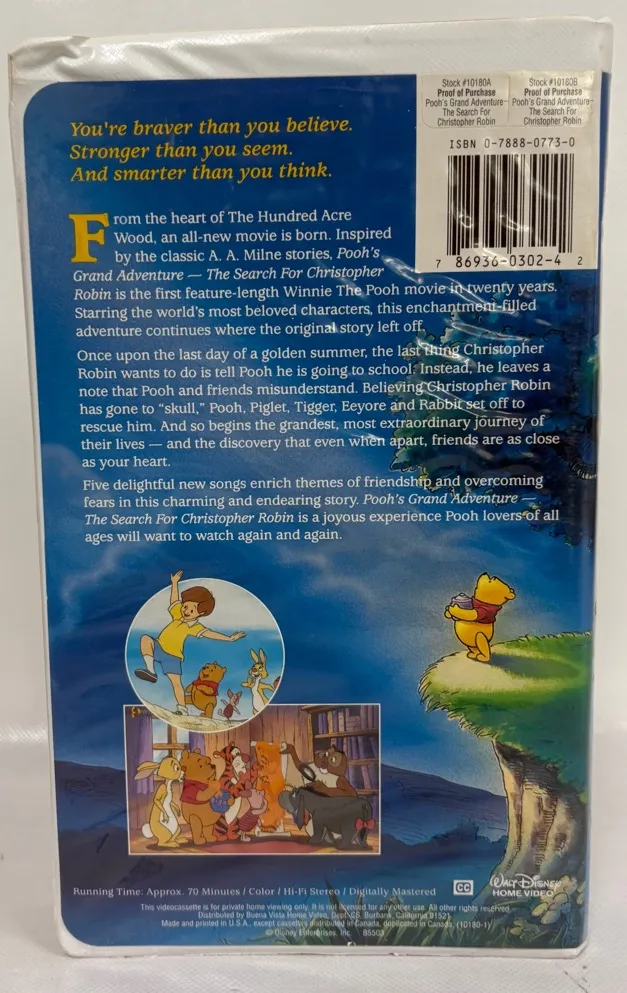 Stock #10180A
Proof of Purchase
Pooh's Grand Adventure-
The Search For
Christopher Robin
Stock #10180B
Proof of Purchase
Pooh's Grand Adventure-
The Search For
Christopher Robin
ISBN 0-7888-0773-0
7 86936-0302-4 2
You're braver than you believe.
Stronger than you seem.
And smarter than you think.
From the heart of The Hundred Acre
Wood, an all-new movie is born. Inspired
by the classic A. A. Milne stories, Pooh's
Grand Adventure — The Search For Christopher
Robin is the first feature-length Winnie The Pooh movie in twenty years.
Starring the world's most beloved characters, this enchantment-filled
adventure continues where the original story left off.
Once upon the last day of a golden summer, the last thing Christopher
Robin wants to do is tell Pooh he is going to school. Instead, he leaves a
note that Pooh and friends misunderstand. Believing Christopher Robin
has gone to “skull,” Pooh, Piglet, Tigger, Eeyore and Rabbit set off to
rescue him. And so begins the grandest, most extraordinary journey of
their lives — and the discovery that even when apart, friends are as close
as your heart.
Five delightful new songs enrich themes of friendship and overcoming
fears in this charming and endearing story. Pooh's Grand Adventure —
The Search For Christopher Robin is a joyous experience Pooh lovers of all
ages will want to watch again and again.
Running Time: Approx. 70 Minutes / Color / Hi-Fi Stereo / Digitally Mastered
CC
Walt Disney
HOME VIDEO
This videocassette is for private home viewing only. It is not licensed for any other use. All other rights reserved.
Distributed by Buena Vista Home Video, Dept. CS, Burbank, California 91521
Made and printed in U.S.A., except cassettes distributed in Canada, duplicated in Canada. (10180-1)
© Disney Enterprises, Inc. 85503